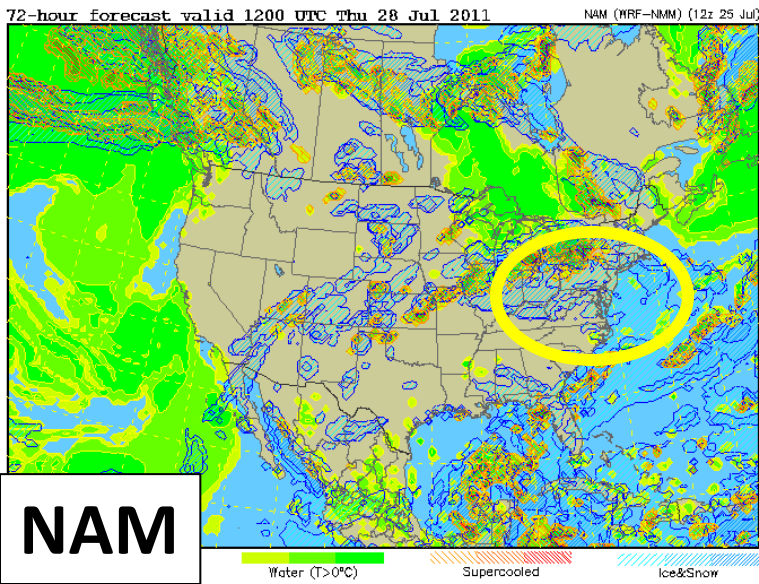 72-hour forecast valid 1200 UTC Thu 28 Jul 2011
NAM (WRF-NMM) (12z 25 Jul)
NAM
Water (T>0°C)
Supercooled
Ice&Snow